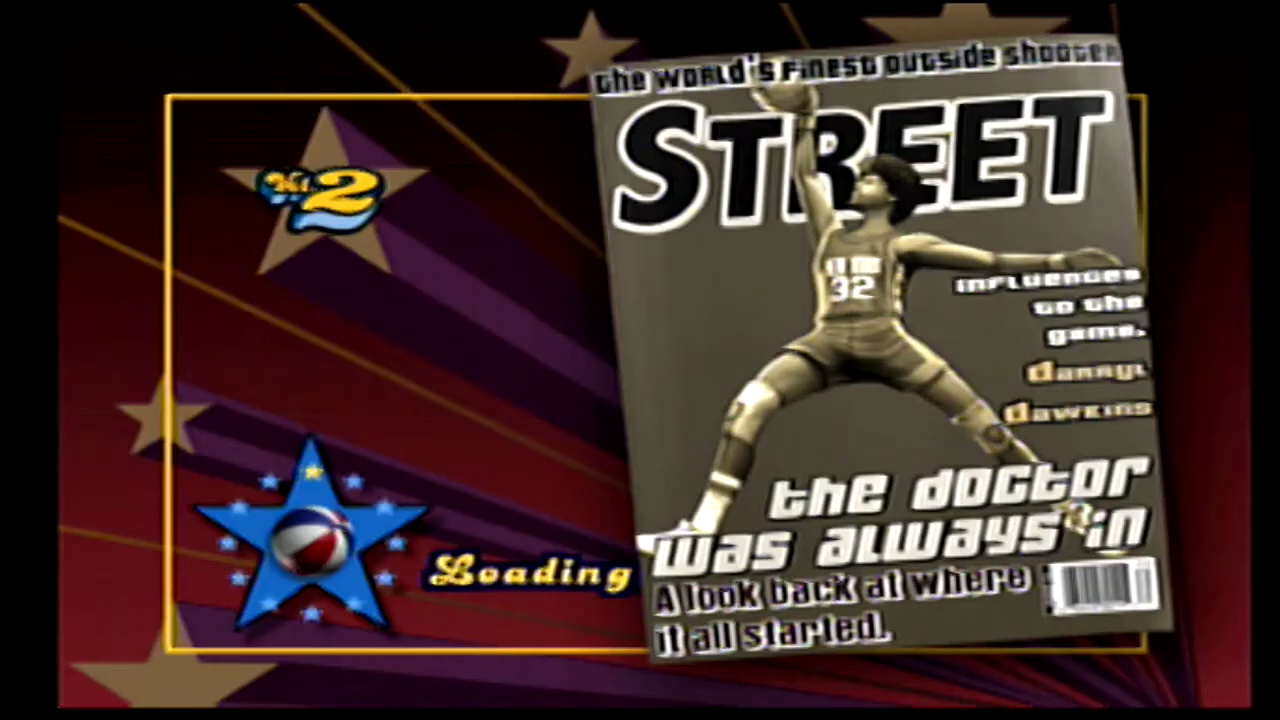 the world's finest outside shooter
STREET
Vol. 2
32
influences
to the
game.
Darryl
Dawkins
the doctor
was always in
Loading
A look back at where
it all started.